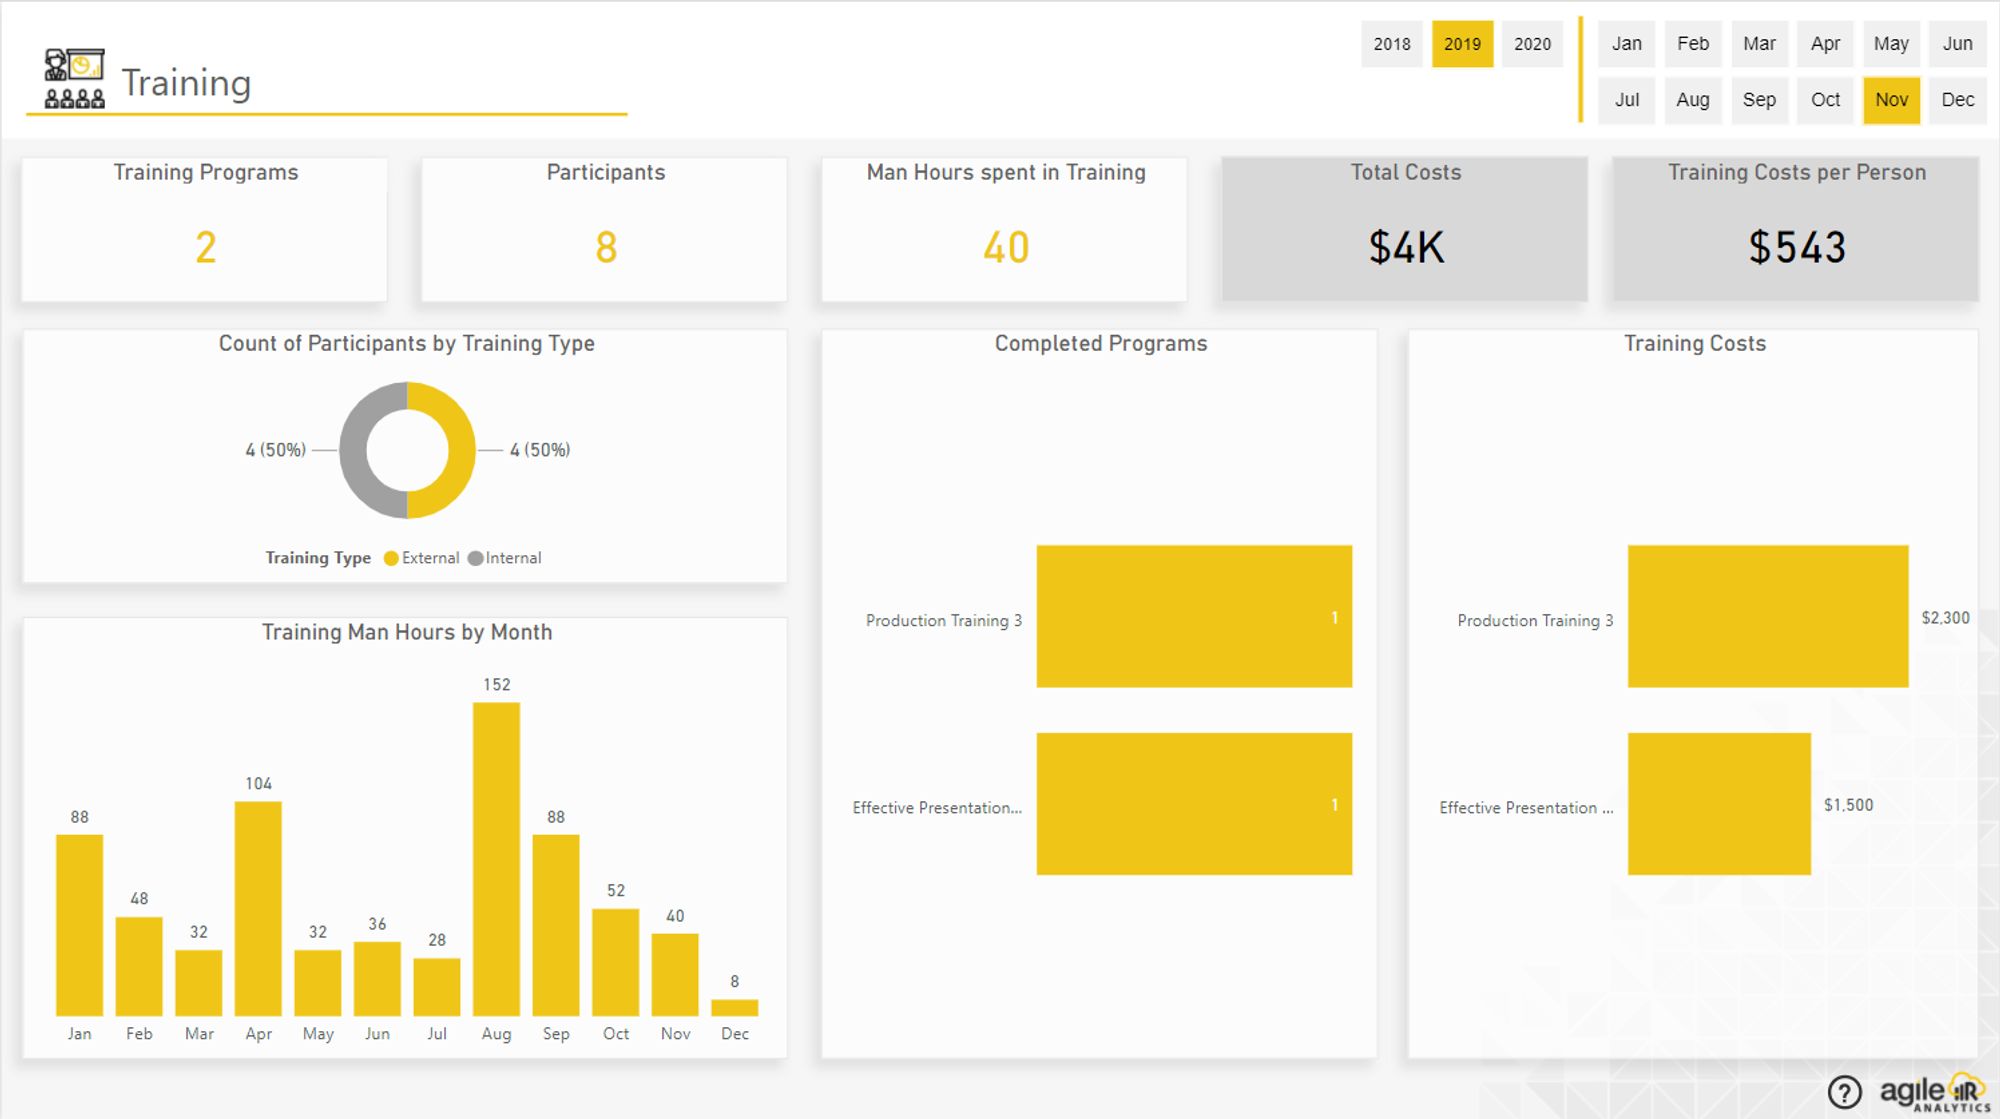 Training
2018 2019 2020
Jan Feb Mar Apr May Jun
Jul Aug Sep Oct Nov Dec
Training Programs
2
Participants
8
Man Hours spent in Training
40
Total Costs
$4K
Training Costs per Person
$543
Count of Participants by Training Type
4 (50%) 4 (50%)
Training Type External Internal
Training Man Hours by Month
88 48 32 104 32 36 28 152 88 52 40 8
Jan Feb Mar Apr May Jun Jul Aug Sep Oct Nov Dec
Completed Programs
Production Training 3 1
Effective Presentation... 1
Training Costs
Production Training 3 $2,300
Effective Presentation ... $1,500
?
agile HR
ANALYTICS